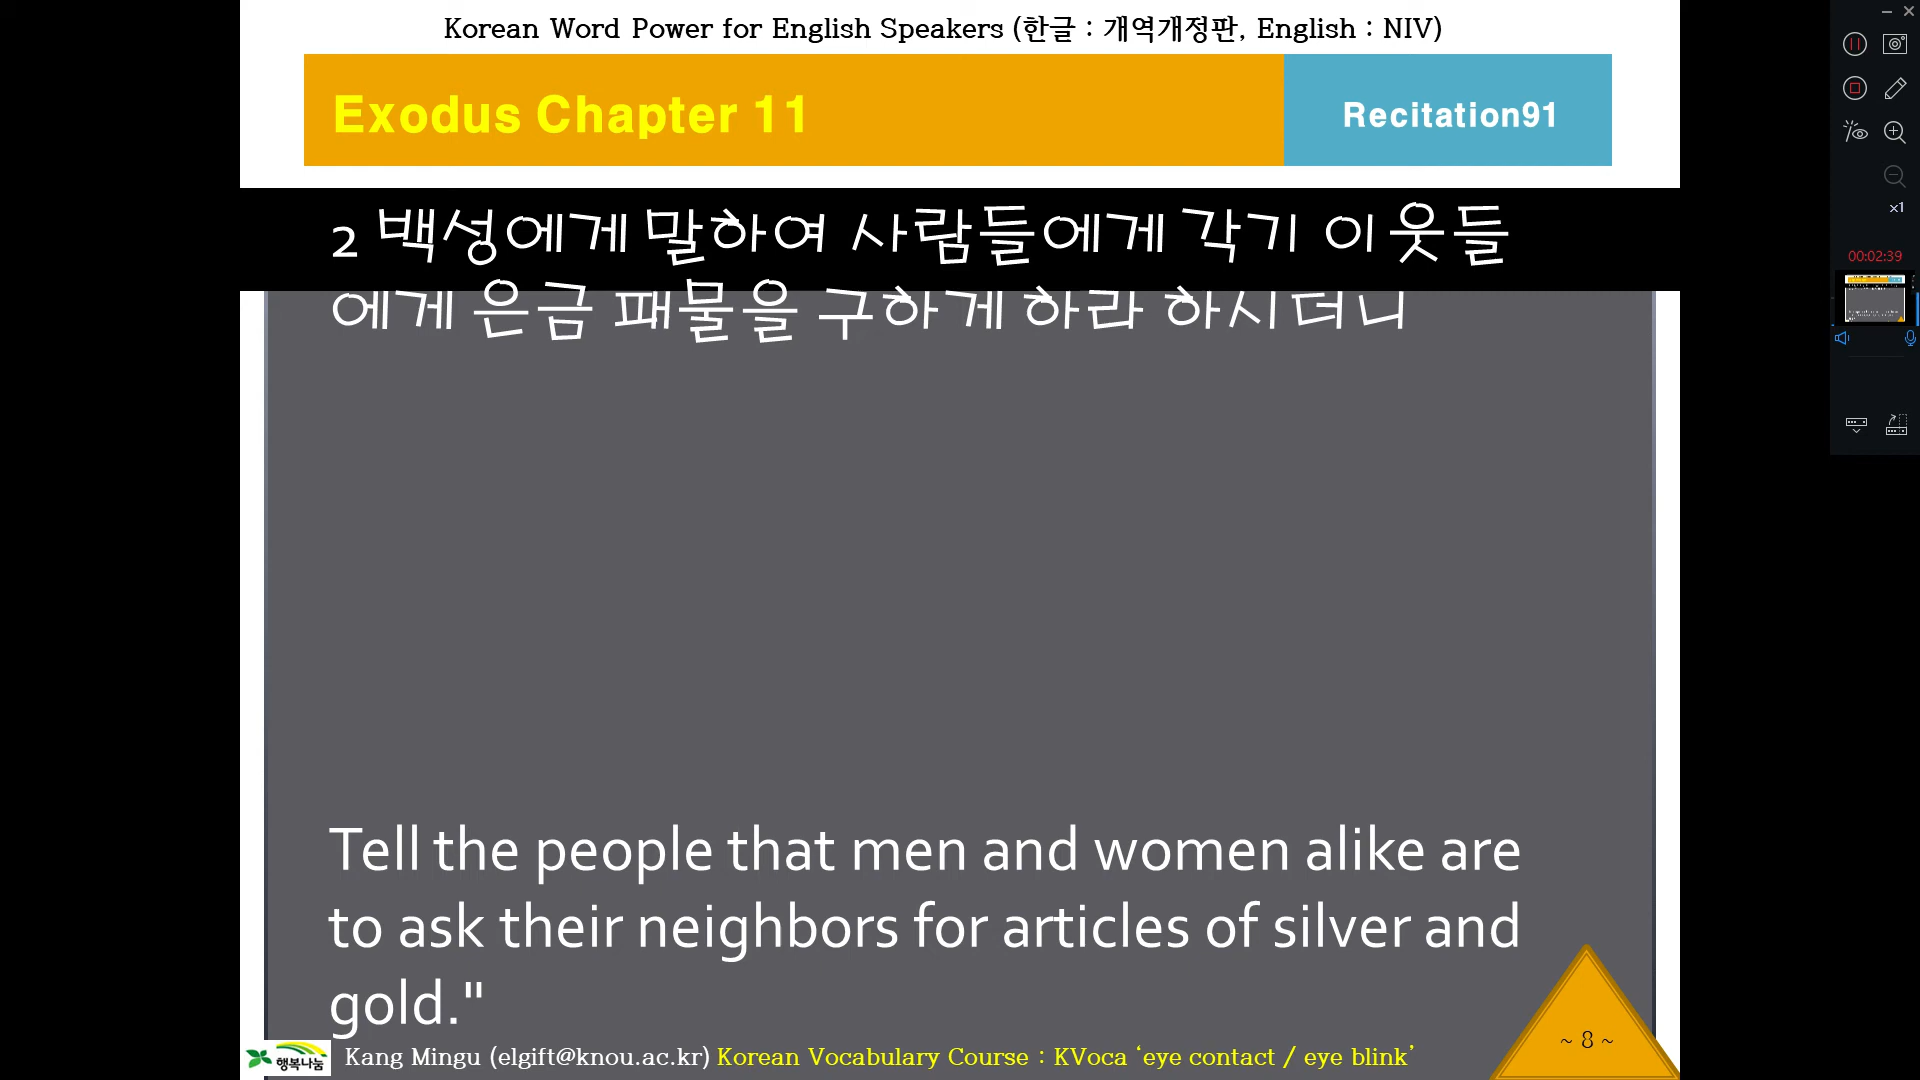 Korean Word Power for English Speakers (한글 : 개역개정판, English : NIV)
Exodus Chapter 11
Recitation91
2 백성에게 말하여 사람들에게 각기 이웃들
에게 은금 패물을 구하게 하라 하시더니
x1
00:02:39
Tell the people that men and women alike are
to ask their neighbors for articles of silver and
gold."
~ 8 ~
행복나눔
Kang Mingu (elgift@knou.ac.kr) Korean Vocabulary Course : KVoca ‘eye contact / eye blink’